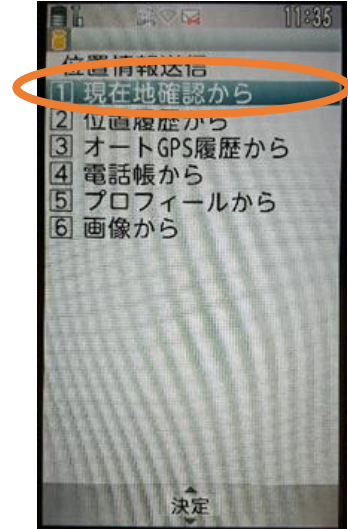 11:35
位置情報送信
1 現在地確認から
2 位置履歴から
3 オートGPS履歴から
4 電話帳から
5 プロフィールから
6 画像から
決定